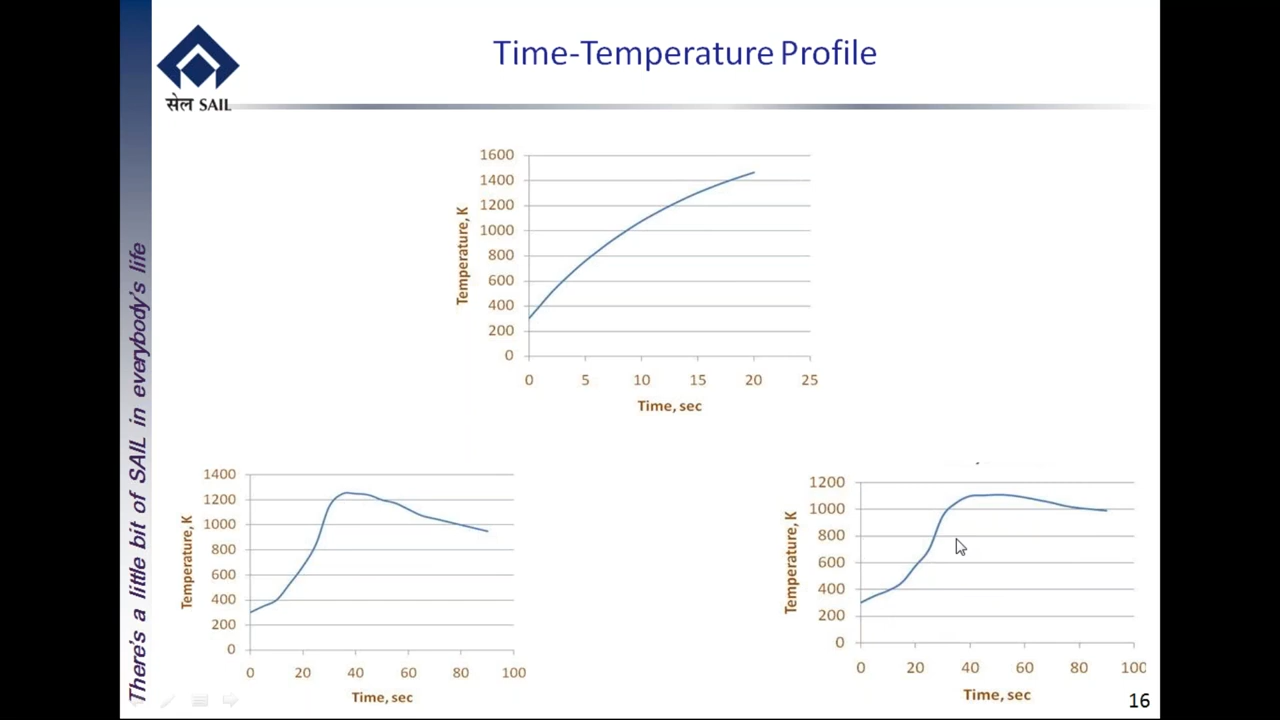 Time-Temperature Profile
सेल SAIL
There's a little bit of SAIL in everybody's life
1600
1400
1200
1000
800
600
400
200
0
Temperature, K
0 5 10 15 20 25
Time, sec
1400
1200
1000
800
600
400
200
0
Temperature, K
0 20 40 60 80 100
Time, sec
1200
1000
800
600
400
200
0
Temperature, K
0 20 40 60 80 100
Time, sec
16